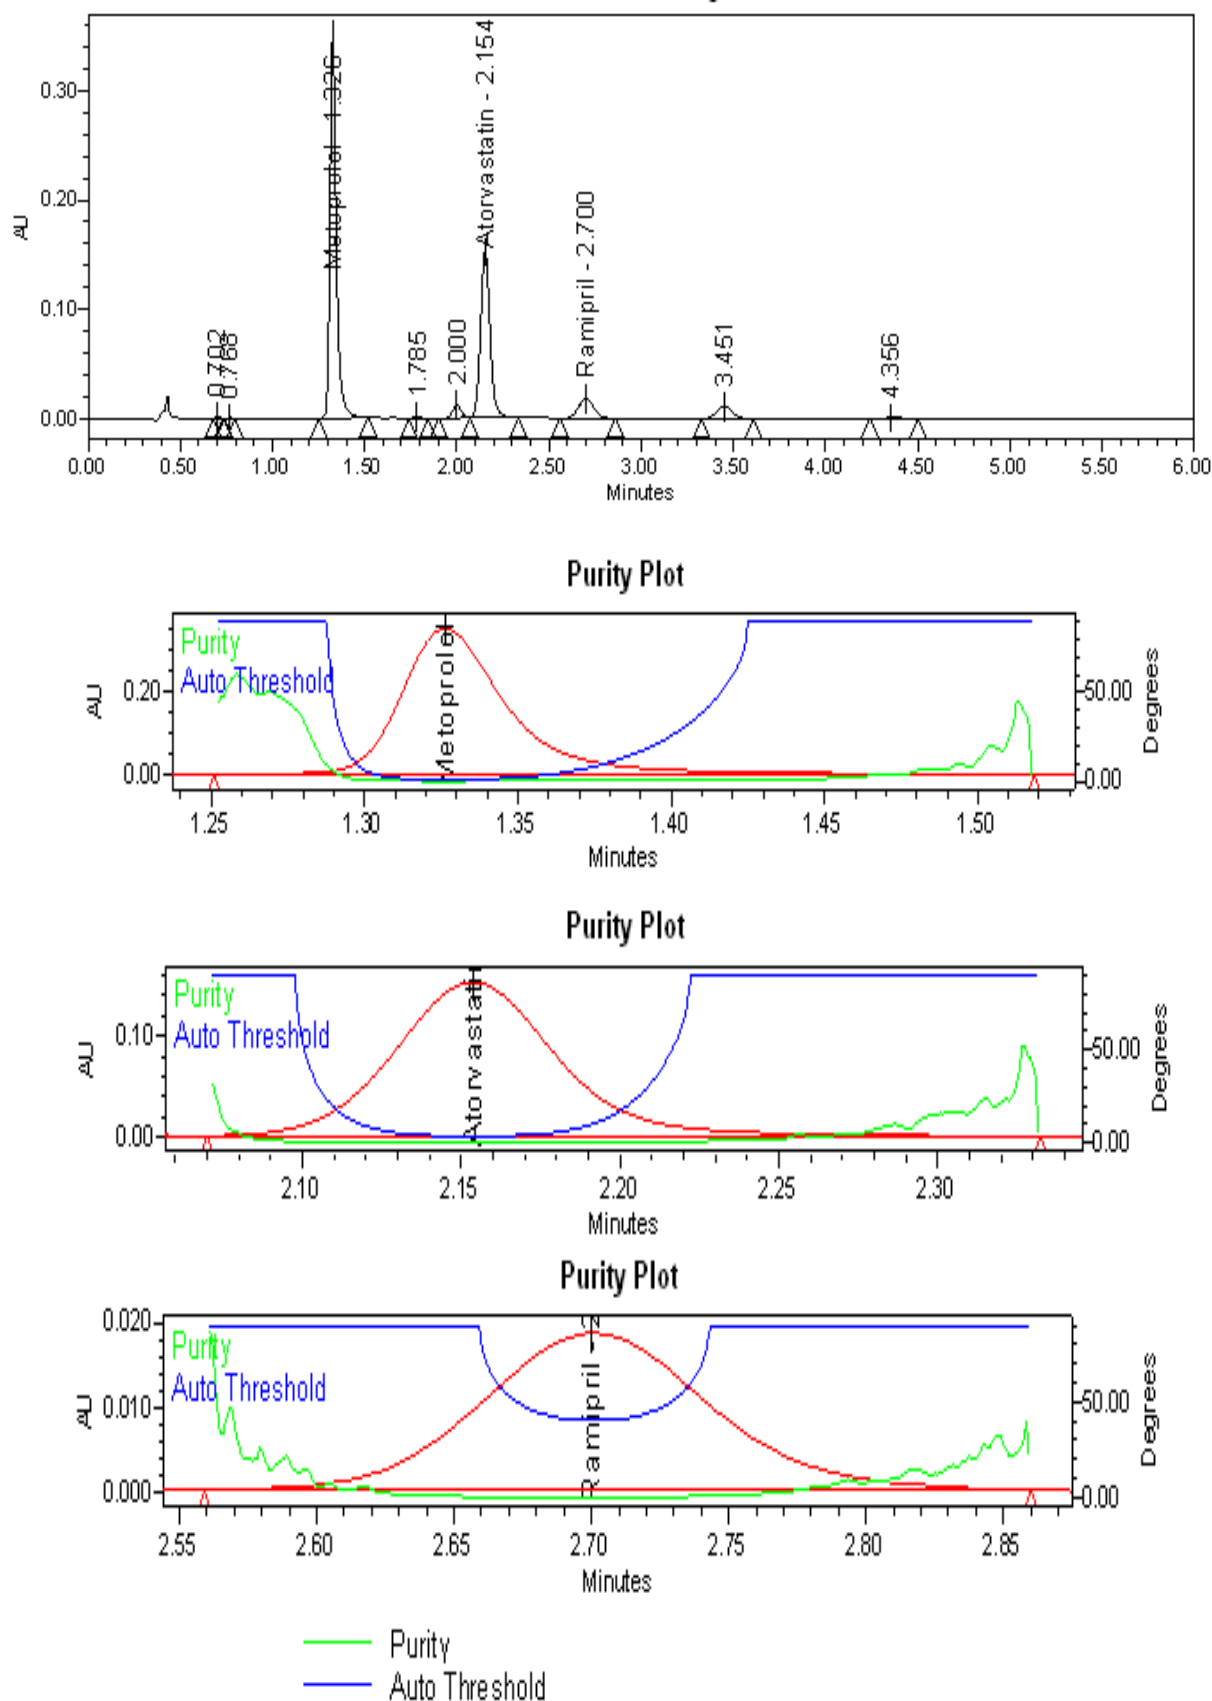 0.30
0.20
0.10
0.00
AU
0.702
0.768
Metoprolol - 1.326
1.785
2.000
Atorvastatin - 2.154
Ramipril - 2.700
3.451
4.356
0.00 0.50 1.00 1.50 2.00 2.50 3.00 3.50 4.00 4.50 5.00 5.50 6.00
Minutes
Purity Plot
Purity
Auto Threshold
AU
0.20
0.00
Metoprolel
50.00
0.00
Degrees
1.25 1.30 1.35 1.40 1.45 1.50
Minutes
Purity Plot
Purity
Auto Threshold
AU
0.10
0.00
Atorvastati
50.00
0.00
Degrees
2.10 2.15 2.20 2.25 2.30
Minutes
Purity Plot
Purity
Auto Threshold
AU
0.020
0.010
0.000
Ramipril - 2
50.00
0.00
Degrees
2.55 2.60 2.65 2.70 2.75 2.80 2.85
Minutes
Purity
Auto Threshold